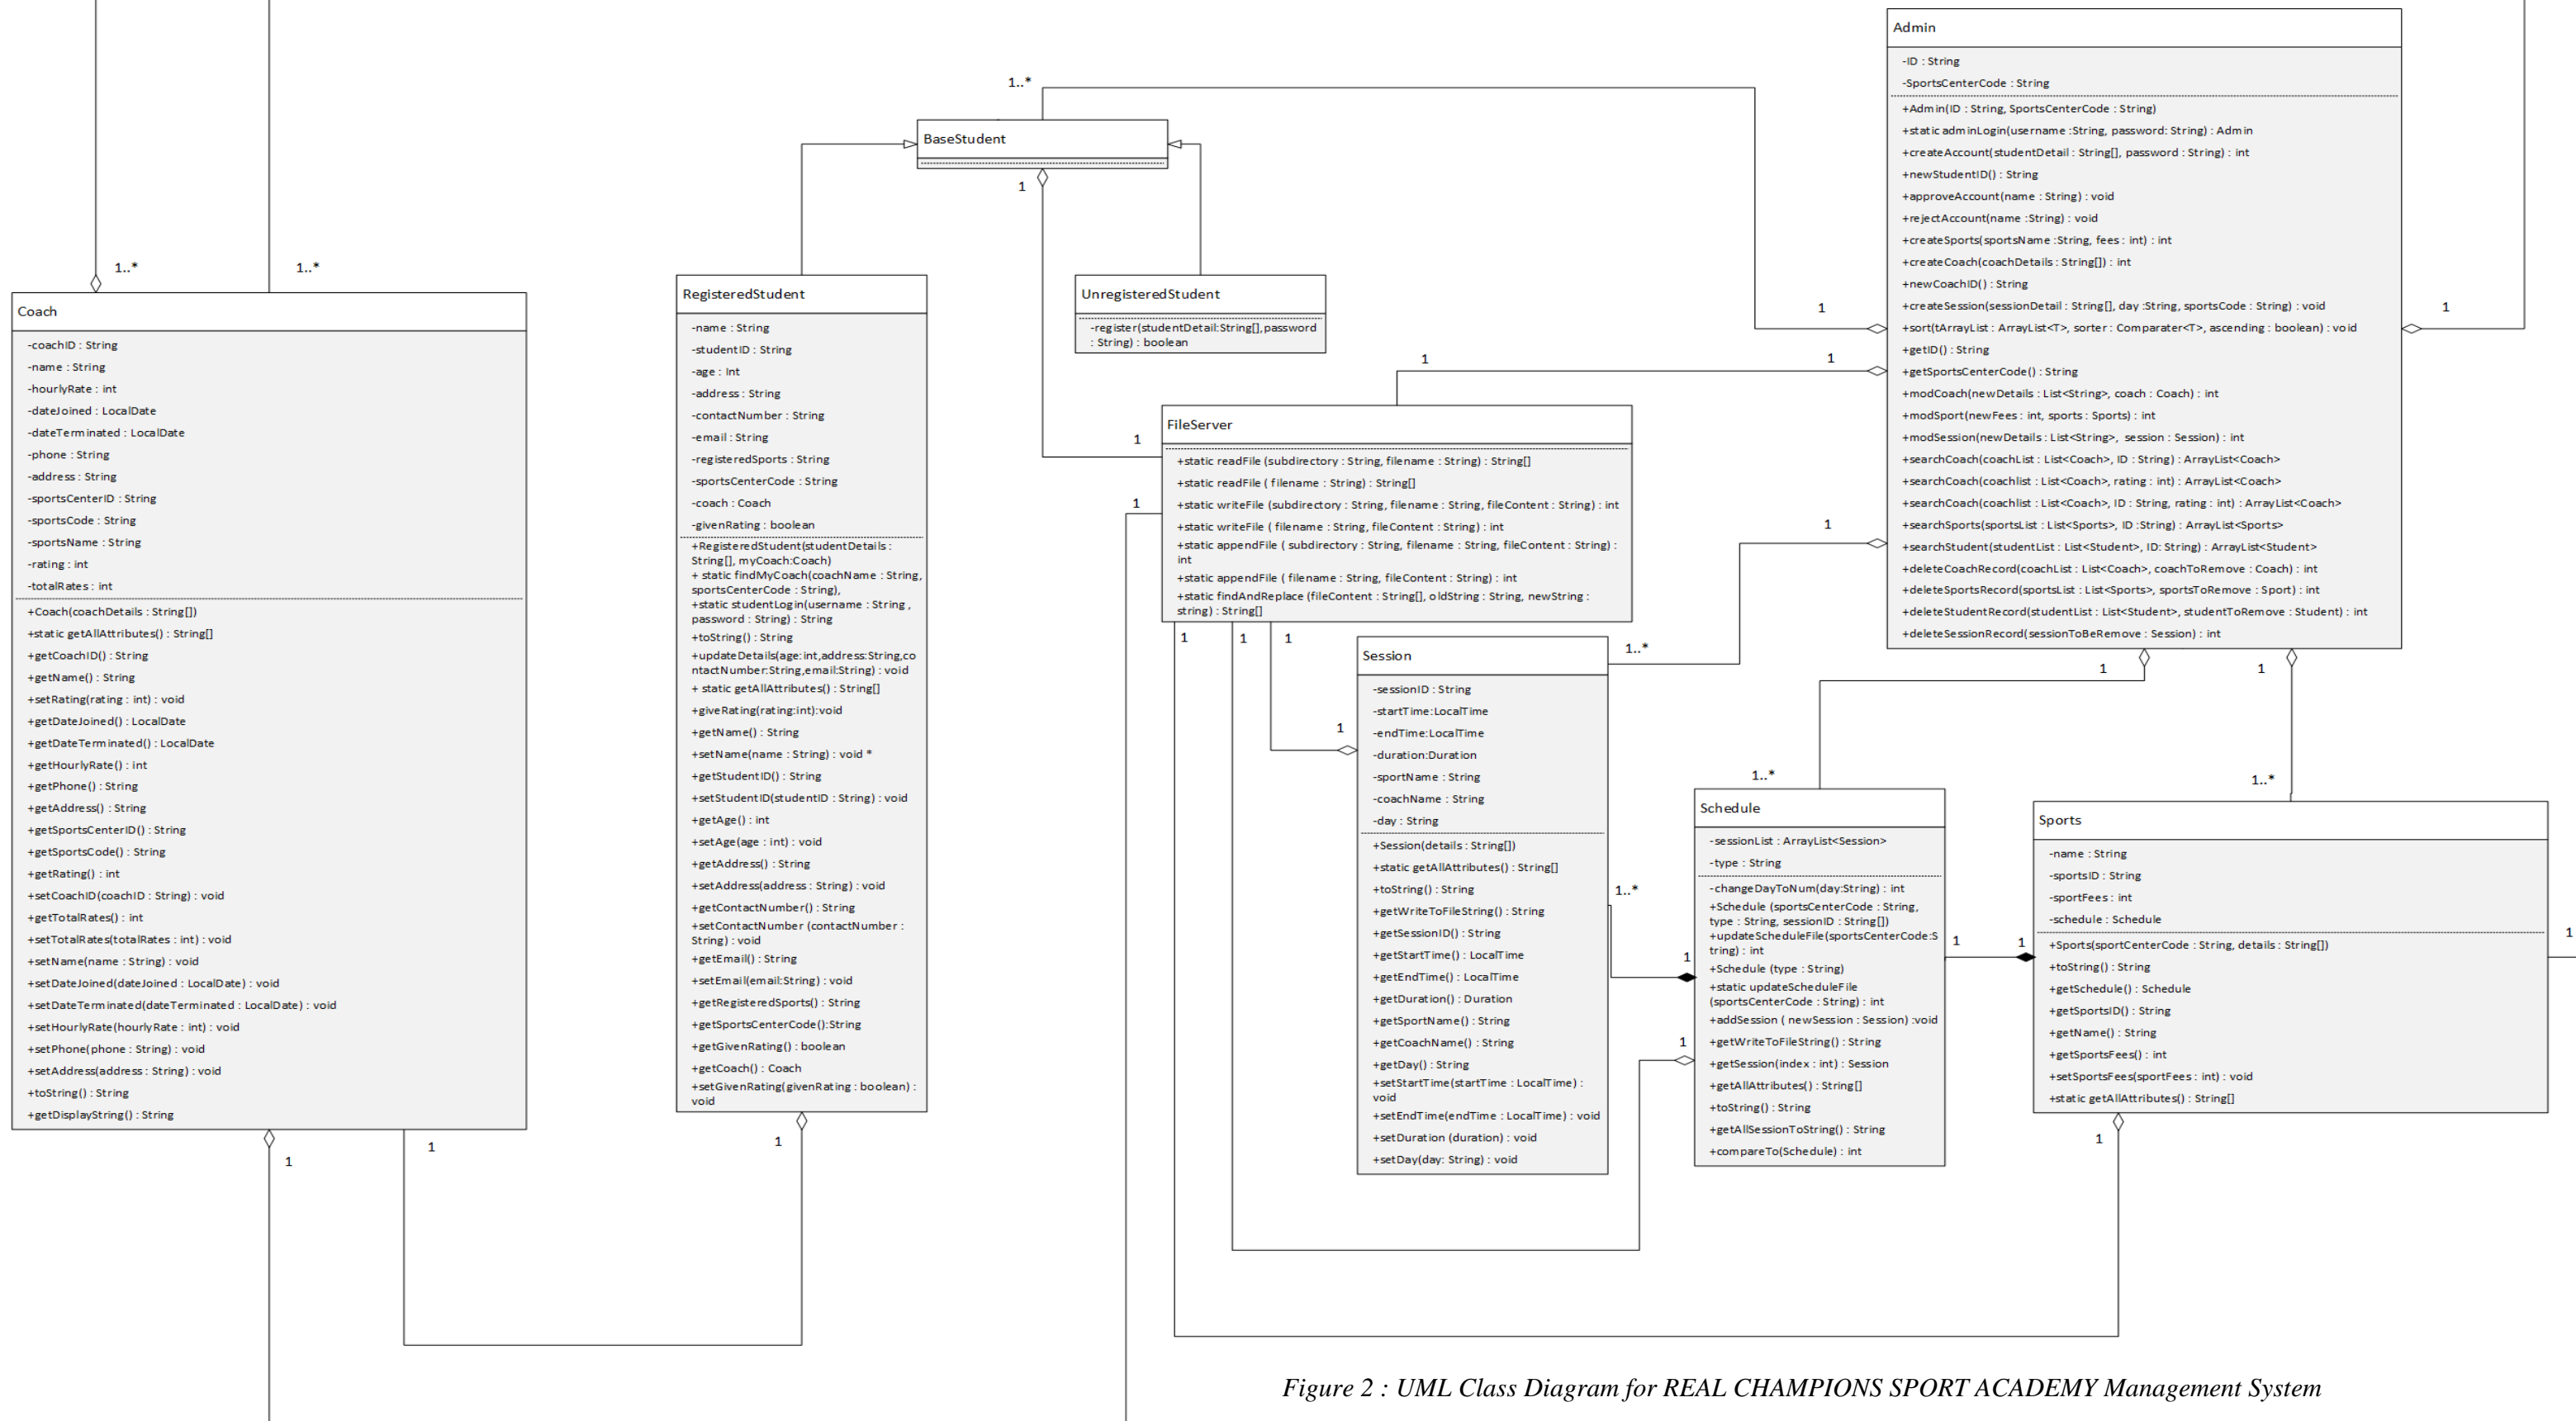 Coach
-coachID : String
-name : String
-hourlyRate : int
-dateJoined : LocalDate
-dateTerminated : LocalDate
-phone : String
-address : String
-sportsCenterID : String
-sportsCode : String
-sportsName : String
-rating : int
-totalRates : int
+Coach(coachDetails : String[])
+static getAllAttributes() : String[]
+getCoachID() : String
+getName() : String
+setRating(rating : int) : void
+getDateJoined() : LocalDate
+getDateTerminated() : LocalDate
+getHourlyRate() : int
+getPhone() : String
+getAddress() : String
+getSportsCenterID() : String
+getSportsCode() : String
+getRating() : int
+setCoachID(coachID : String) : void
+getTotalRates() : int
+setTotalRates(totalRates : int) : void
+setName(name : String) : void
+setDateJoined(dateJoined : LocalDate) : void
+setDateTerminated(dateTerminated : LocalDate) : void
+setHourlyRate(hourlyRate : int) : void
+setPhone(phone : String) : void
+setAddress(address : String) : void
+toString() : String
+getDisplayString() : String
1..*
1..*
1
1
RegisteredStudent
-name : String
-studentID : String
-age : Int
-address : String
-contactNumber : String
-email : String
-registeredSports : String
-sportsCenterCode : String
-coach : Coach
-givenRating : boolean
+RegisteredStudent(studentDetails :
String[], myCoach:Coach)
+ static findMyCoach(coachName : String,
sportsCenterCode : String),
+static studentLogin(username : String ,
password : String) : String
+toString() : String
+updateDetails(age:int,address:String,co
ntactNumber:String,email:String) : void
+ static getAllAttributes() : String[]
+giveRating(rating:int):void
+getName() : String
+setName(name : String) : void *
+getStudentID() : String
+setStudentID(studentID : String) : void
+getAge() : int
+setAge(age : int) : void
+getAddress() : String
+setAddress(address : String) : void
+getContactNumber() : String
+setContactNumber (contactNumber :
String) : void
+getEmail() : String
+setEmail(email:String) : void
+getRegisteredSports() : String
+getSportsCenterCode():String
+getGivenRating() : boolean
+getCoach() : Coach
+setGivenRating(givenRating : boolean) :
void
1
1..*
BaseStudent
1
UnregisteredStudent
-register(studentDetail:String[],password
: String) : boolean
1
1
1
1
FileServer
+static readFile (subdirectory : String, filename : String) : String[]
+static readFile ( filename : String) : String[]
+static writeFile (subdirectory : String, filename : String, fileContent : String) : int
+static writeFile ( filename : String, fileContent : String) : int
+static appendFile ( subdirectory : String, filename : String, fileContent : String) :
int
+static appendFile ( filename : String, fileContent : String) : int
+static findAndReplace (fileContent : String[], oldString : String, newString :
string) : String[]
1
1
1
1
1..*
Session
-sessionID : String
-startTime:LocalTime
-endTime:LocalTime
-duration:Duration
-sportName : String
-coachName : String
-day : String
+Session(details : String[])
+static getAllAttributes() : String[]
+toString() : String
+getWriteToFileString() : String
+getSessionID() : String
+getStartTime() : LocalTime
+getEndTime() : LocalTime
+getDuration() : Duration
+getSportName() : String
+getCoachName() : String
+getDay() : String
+setStartTime(startTime : LocalTime) :
void
+setEndTime(endTime : LocalTime) : void
+setDuration (duration) : void
+setDay(day: String) : void
1..*
1
1
Admin
-ID : String
-SportsCenterCode : String
+Admin(ID : String, SportsCenterCode : String)
+static adminLogin(username :String, password: String) : Admin
+createAccount(studentDetail : String[], password : String) : int
+newStudentID() : String
+approveAccount(name : String) : void
+rejectAccount(name :String) : void
+createSports(sportsName :String, fees : int) : int
+createCoach(coachDetails : String[]) : int
+newCoachID() : String
+createSession(sessionDetail : String[], day :String, sportsCode : String) : void
+sort(tArrayList : ArrayList<T>, sorter : Comparater<T>, ascending : boolean) : void
+getID() : String
+getSportsCenterCode() : String
+modCoach(newDetails : List<String>, coach : Coach) : int
+modSport(newFees : int, sports : Sports) : int
+modSession(newDetails : List<String>, session : Session) : int
+searchCoach(coachList : List<Coach>, ID : String) : ArrayList<Coach>
+searchCoach(coachlist : List<Coach>, rating : int) : ArrayList<Coach>
+searchCoach(coachlist : List<Coach>, ID : String, rating : int) : ArrayList<Coach>
+searchSports(sportsList : List<Sports>, ID :String) : ArrayList<Sports>
+searchStudent(studentList : List<Student>, ID: String) : ArrayList<Student>
+deleteCoachRecord(coachList : List<Coach>, coachToRemove : Coach) : int
+deleteSportsRecord(sportsList : List<Sports>, sportsToRemove : Sport) : int
+deleteStudentRecord(studentList : List<Student>, studentToRemove : Student) : int
+deleteSessionRecord(sessionToBeRemove : Session) : int
1
1
1
1
1
1..*
1..*
Schedule
-sessionList : ArrayList<Session>
-type : String
-changeDayToNum(day:String) : int
+Schedule (sportsCenterCode : String,
type : String, sessionID : String[])
+updateScheduleFile(sportsCenterCode:S
tring) : int
+Schedule (type : String)
+static updateScheduleFile
(sportsCenterCode : String) : int
+addSession ( newSession : Session) :void
+getWriteToFileString() : String
+getSession(index : int) : Session
+getAllAttributes() : String[]
+toString() : String
+getAllSessionToString() : String
+compareTo(Schedule) : int
1
1
Sports
-name : String
-sportsID : String
-sportFees : int
-schedule : Schedule
+Sports(sportCenterCode : String, details : String[])
+toString() : String
+getSchedule() : Schedule
+getSportsID() : String
+getName() : String
+getSportsFees() : int
+setSportsFees(sportFees : int) : void
+static getAllAttributes() : String[]
1
1
Figure 2 : UML Class Diagram for REAL CHAMPIONS SPORT ACADEMY Management System